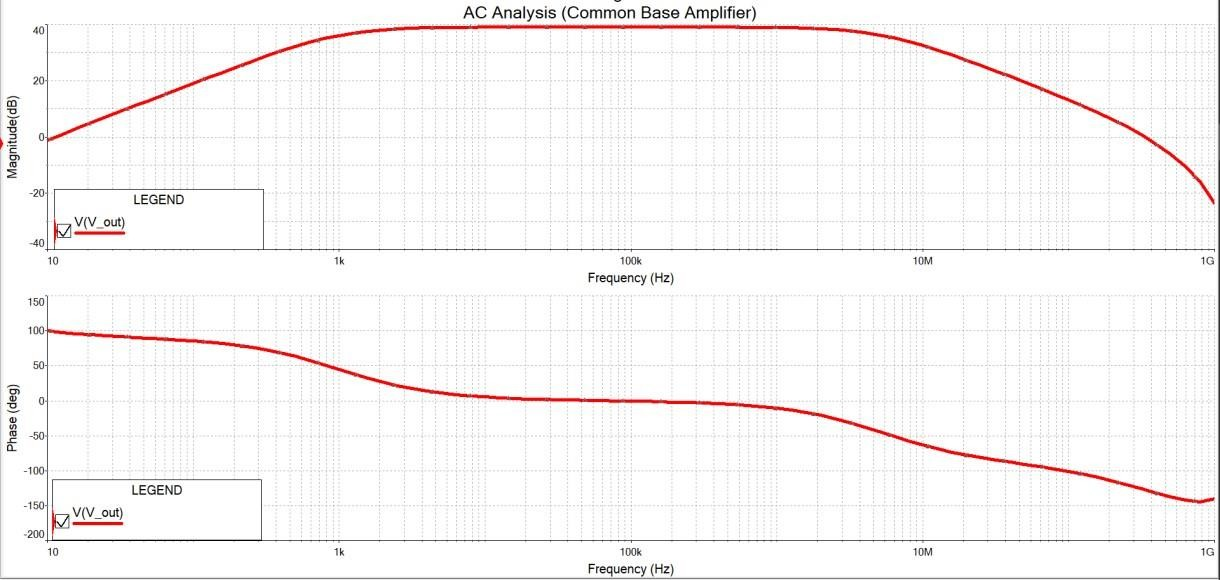 AC Analysis (Common Base Amplifier)
Magnitude(dB)
40
20
0
-20
-40
LEGEND
V(V_out)
10 1k 100k 10M 1G
Frequency (Hz)
Phase (deg)
150
100
50
0
-50
-100
-150
-200
LEGEND
V(V_out)
10 1k 100k 10M 1G
Frequency (Hz)